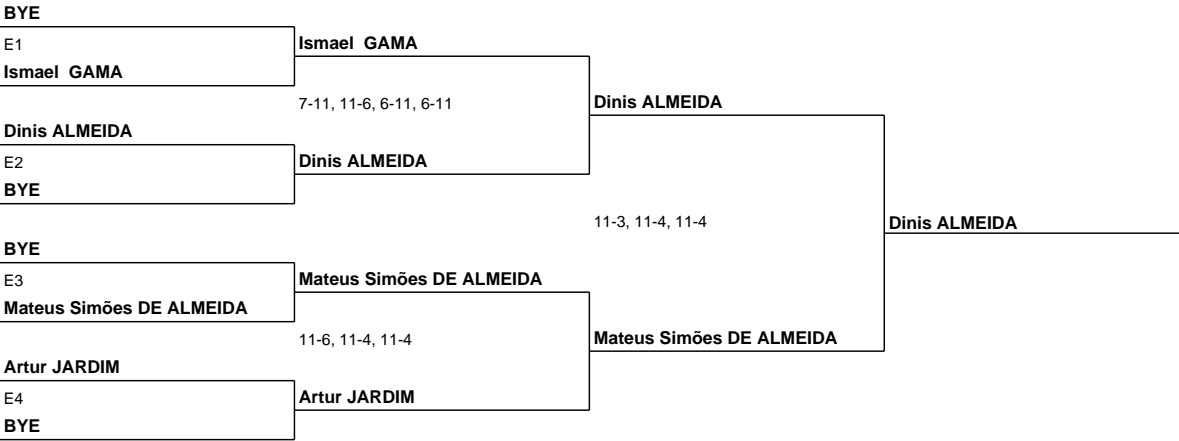 BYE
E1
Ismael GAMA
Ismael GAMA
7-11, 11-6, 6-11, 6-11
Dinis ALMEIDA
Dinis ALMEIDA
E2
Dinis ALMEIDA
BYE
11-3, 11-4, 11-4
Dinis ALMEIDA
BYE
E3
Mateus Simões DE ALMEIDA
Mateus Simões DE ALMEIDA
11-6, 11-4, 11-4
Mateus Simões DE ALMEIDA
Artur JARDIM
E4
Artur JARDIM
BYE